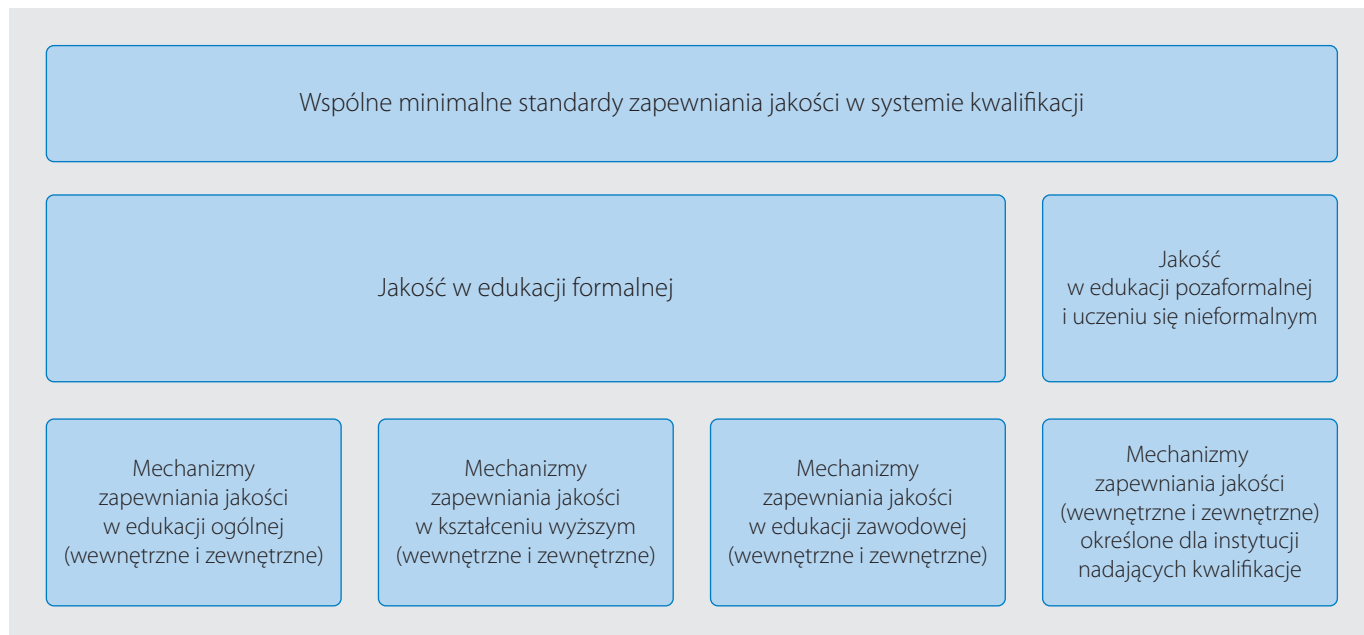 Wspólne minimalne standardy zapewniania jakości w systemie kwalifikacji
Jakość w edukacji formalnej
Jakość
w edukacji pozaformalnej
i uczeniu się nieformalnym
Mechanizmy
zapewniania jakości
w edukacji ogólnej
(wewnętrzne i zewnętrzne)
Mechanizmy
zapewniania jakości
w kształceniu wyższym
(wewnętrzne i zewnętrzne)
Mechanizmy
zapewniania jakości
w edukacji zawodowej
(wewnętrzne i zewnętrzne)
Mechanizmy
zapewniania jakości
(wewnętrzne i zewnętrzne)
określone dla instytucji
nadających kwalifikacje